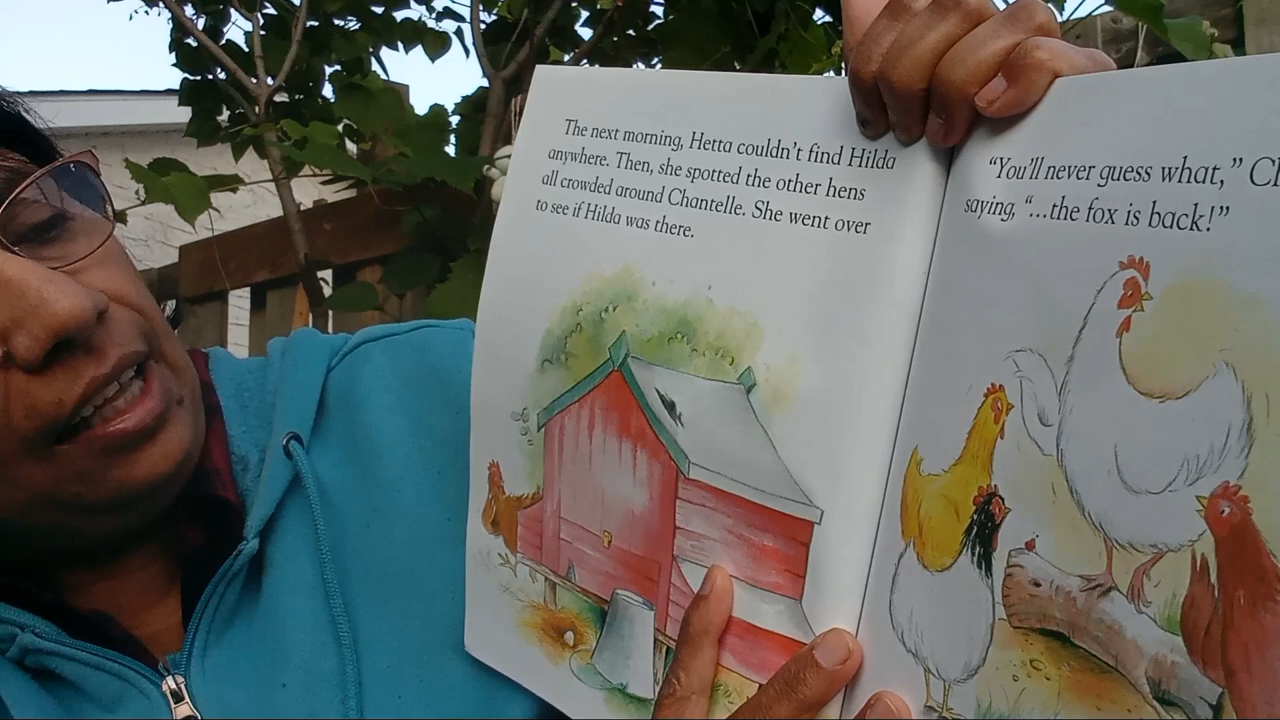 The next morning, Hetta couldn't find Hilda
anywhere. Then, she spotted the other hens
all crowded around Chantelle. She went over
to see if Hilda was there.
"You'll never guess what,"
saying, "...the fox is back!"